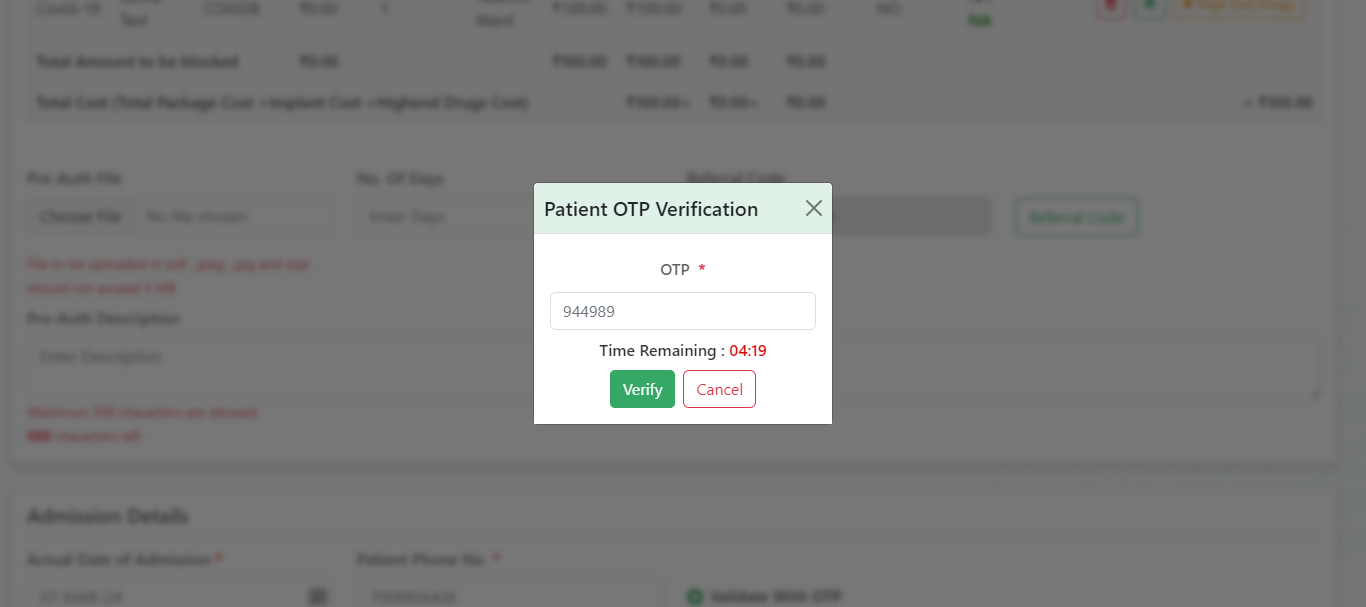 Covid-19 Test ₹0.00 1 Ward ₹100.00 ₹100.00 ₹0.00 ₹0.00 NO NA High End Drugs
Total Amount to be blocked ₹0.00 ₹100.00 ₹100.00 ₹0.00 ₹0.00
Total Cost (Total Package Cost +Implant Cost +Highend Drugs Cost) ₹100.00+ ₹0.00+ ₹0.00 = ₹100.00
Pre-Auth File
No. Of Days
Referral Code
Choose File No file chosen
Enter Days
Referral Code
File to be uploaded in pdf , jpeg , jpg and size
should not exceed 5 MB
Pre-Auth Description
Enter Description
Maximum 500 characters are allowed.
500 characters left
Patient OTP Verification
OTP *
944989
Time Remaining : 04:19
Verify
Cancel
Admission Details
Actual Date of Admission *
Patient Phone No *
07-MAR-24
Validate With OTP